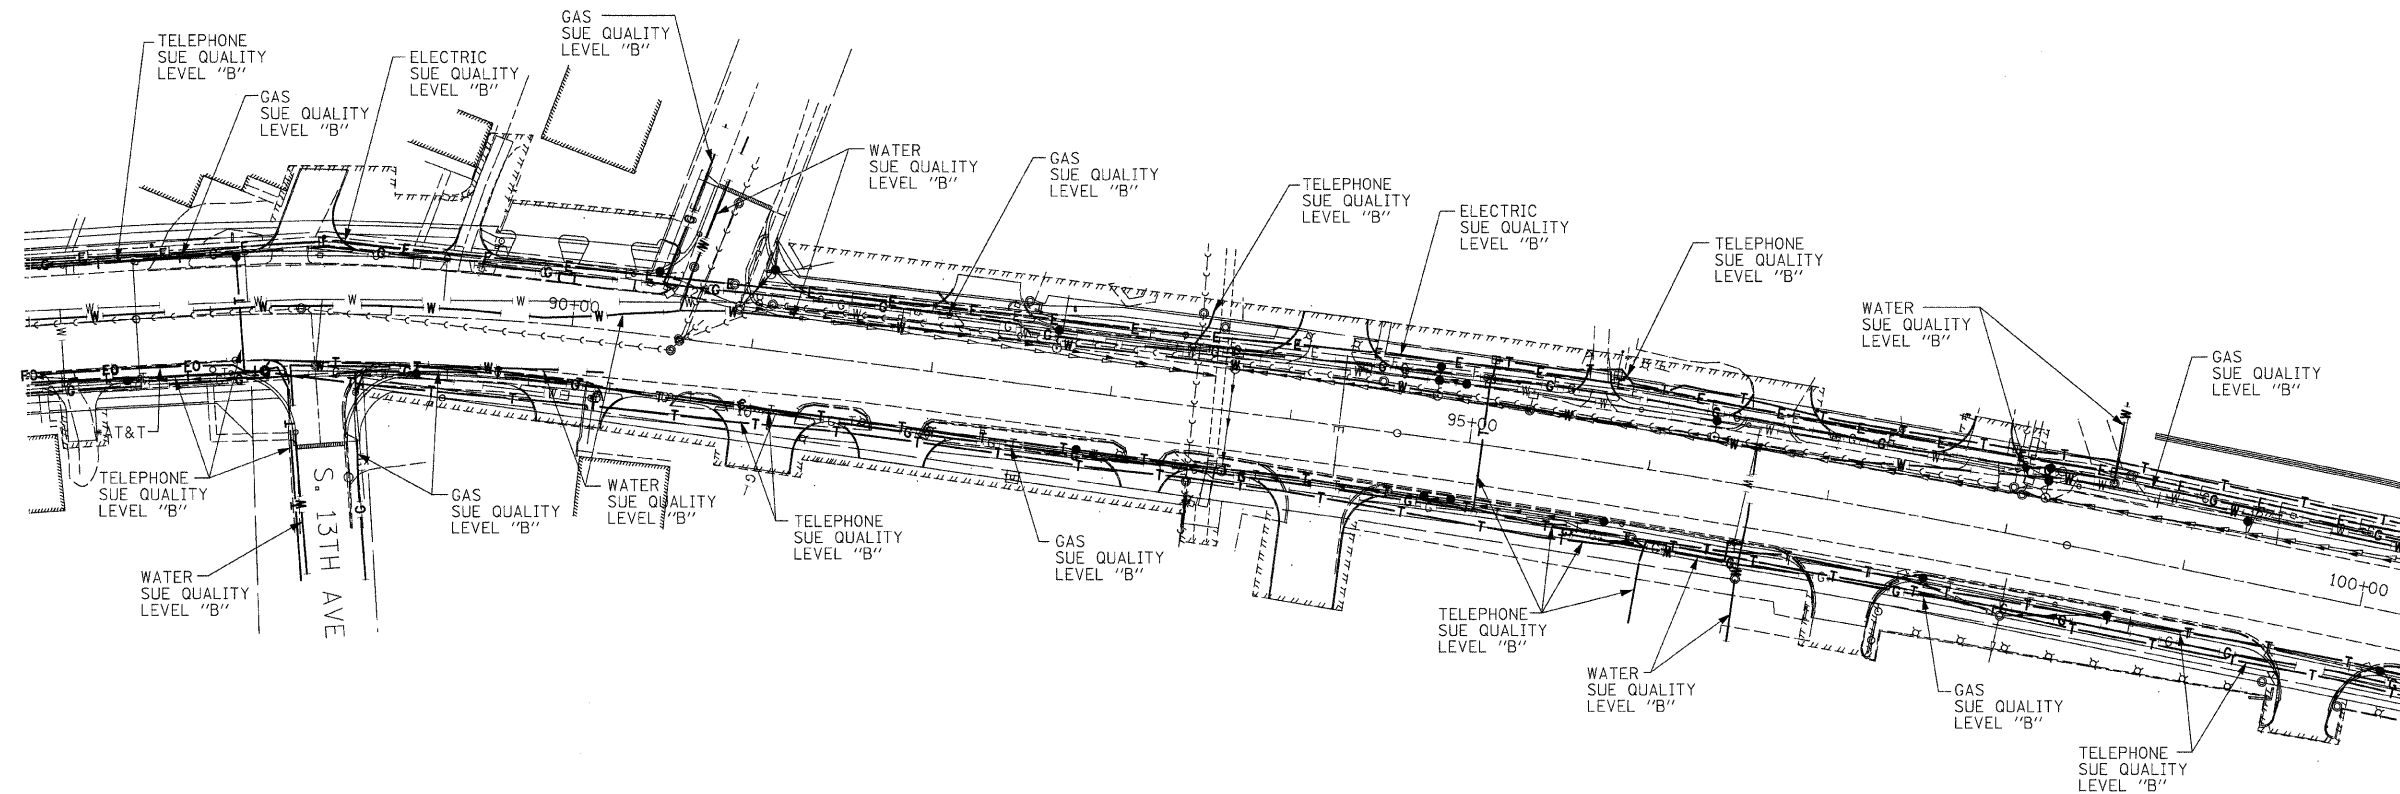 GAS
SUE QUALITY
LEVEL "B"
TELEPHONE
SUE QUALITY
LEVEL "B"
ELECTRIC
SUE QUALITY
LEVEL "B"
GAS
SUE QUALITY
LEVEL "B"
WATER
SUE QUALITY
LEVEL "B"
GAS
SUE QUALITY
LEVEL "B"
TELEPHONE
SUE QUALITY
LEVEL "B"
ELECTRIC
SUE QUALITY
LEVEL "B"
TELEPHONE
SUE QUALITY
LEVEL "B"
WATER
SUE QUALITY
LEVEL "B"
GAS
SUE QUALITY
LEVEL "B"
90+00
95+00
100+00
AT&T
TELEPHONE
SUE QUALITY
LEVEL "B"
S. 13TH AVE
GAS
SUE QUALITY
LEVEL "B"
WATER
SUE QUALITY
LEVEL "B"
TELEPHONE
SUE QUALITY
LEVEL "B"
GAS
SUE QUALITY
LEVEL "B"
WATER
SUE QUALITY
LEVEL "B"
TELEPHONE
SUE QUALITY
LEVEL "B"
WATER
SUE QUALITY
LEVEL "B"
GAS
SUE QUALITY
LEVEL "B"
TELEPHONE
SUE QUALITY
LEVEL "B"